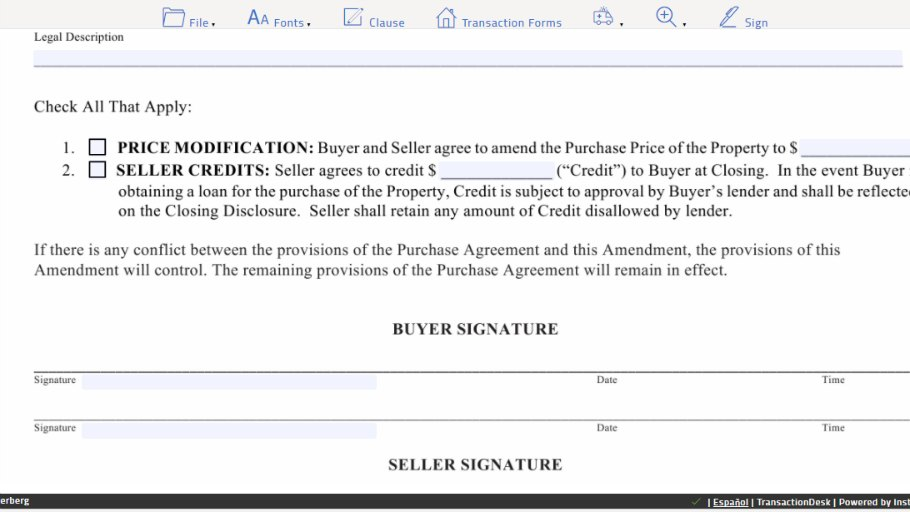 File Fonts Clause Transaction Forms Sign
Legal Description
Check All That Apply:
1. PRICE MODIFICATION: Buyer and Seller agree to amend the Purchase Price of the Property to $
2. SELLER CREDITS: Seller agrees to credit $ (“Credit”) to Buyer at Closing. In the event Buyer
obtaining a loan for the purchase of the Property, Credit is subject to approval by Buyer’s lender and shall be reflecte
on the Closing Disclosure. Seller shall retain any amount of Credit disallowed by lender.
If there is any conflict between the provisions of the Purchase Agreement and this Amendment, the provisions of this
Amendment will control. The remaining provisions of the Purchase Agreement will remain in effect.
BUYER SIGNATURE
Signature Date Time
Signature Date Time
SELLER SIGNATURE
erberg | Español | TransactionDesk | Powered by Inst